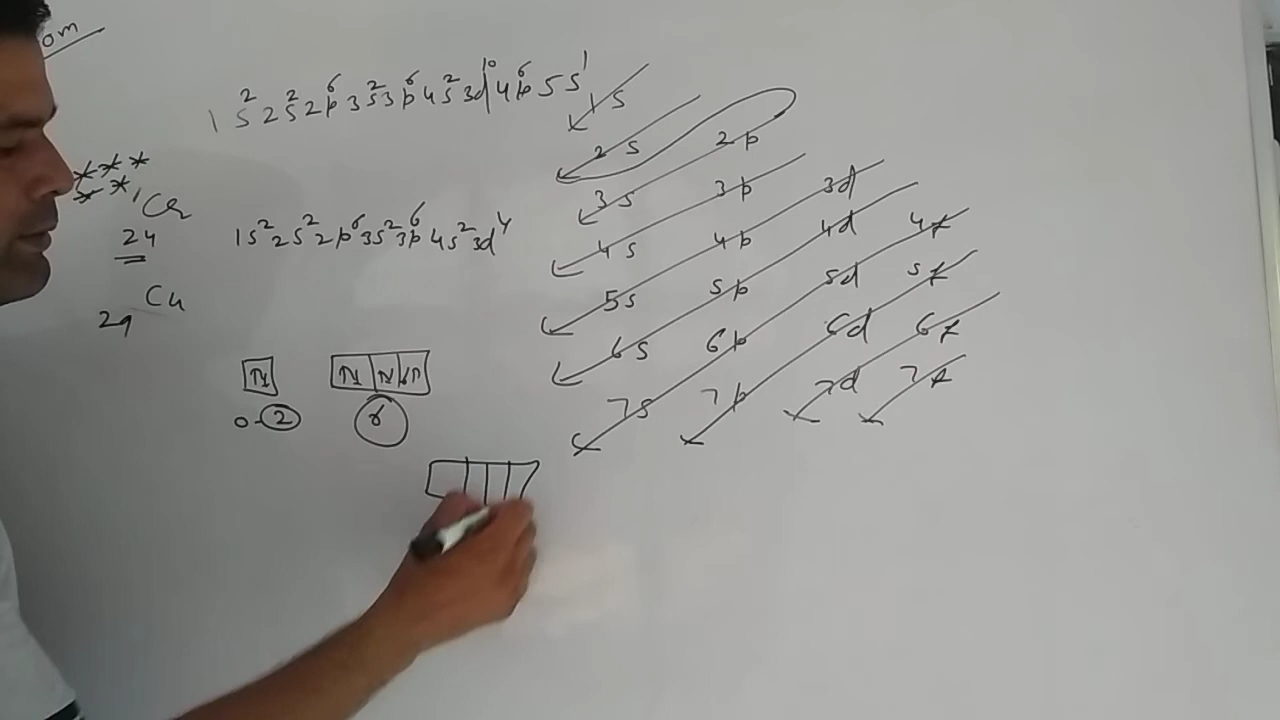 om
1s² 2s² 2p⁶ 3s² 3p⁶ 4s² 3d¹⁰ 4p⁶ 5s¹
1s
2s 2p
3s 3p 3d
4s 4p 4d 4f
5s 5p 5d 5f
6s 6p 6d 6f
7s 7p 7d 7f
*** **
Cr
24
1s² 2s² 2p⁶ 3s² 3p⁶ 4s² 3d⁴
Cu
29
↑↓ ↑↓ ↑↓ ↓↑
0-2 6